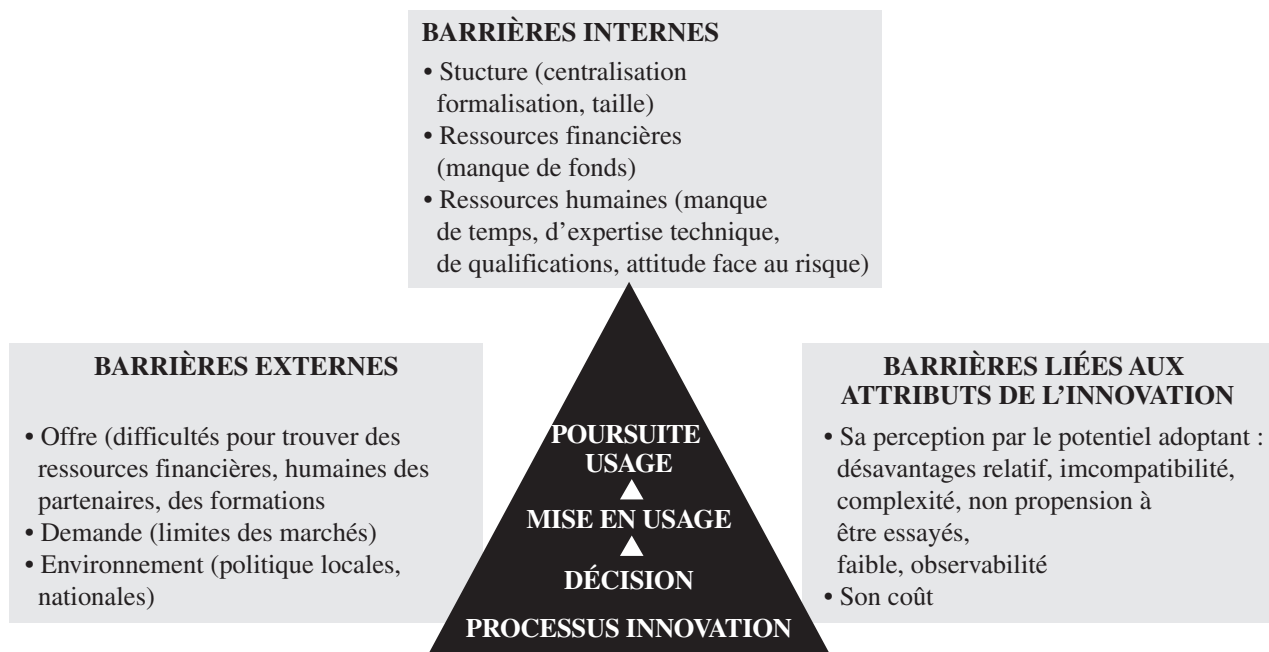 BARRIÈRES INTERNES
• Stucture (centralisation
formalisation, taille)
• Ressources financières
(manque de fonds)
• Ressources humaines (manque
de temps, d’expertise technique,
de qualifications, attitude face au risque)
BARRIÈRES EXTERNES
• Offre (difficultés pour trouver des
ressources financières, humaines des
partenaires, des formations
• Demande (limites des marchés)
• Environnement (politique locales,
nationales)
POURSUITE
USAGE
MISE EN USAGE
DÉCISION
PROCESSUS INNOVATION
BARRIÈRES LIÉES AUX
ATTRIBUTS DE L’INNOVATION
• Sa perception par le potentiel adoptant :
désavantages relatif, imcompatibilité,
complexité, non propension à
être essayés,
faible, observabilité
• Son coût